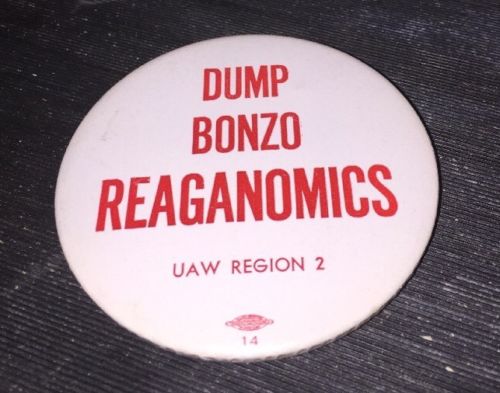 DUMP
BONZO
REAGANOMICS
UAW REGION 2
14